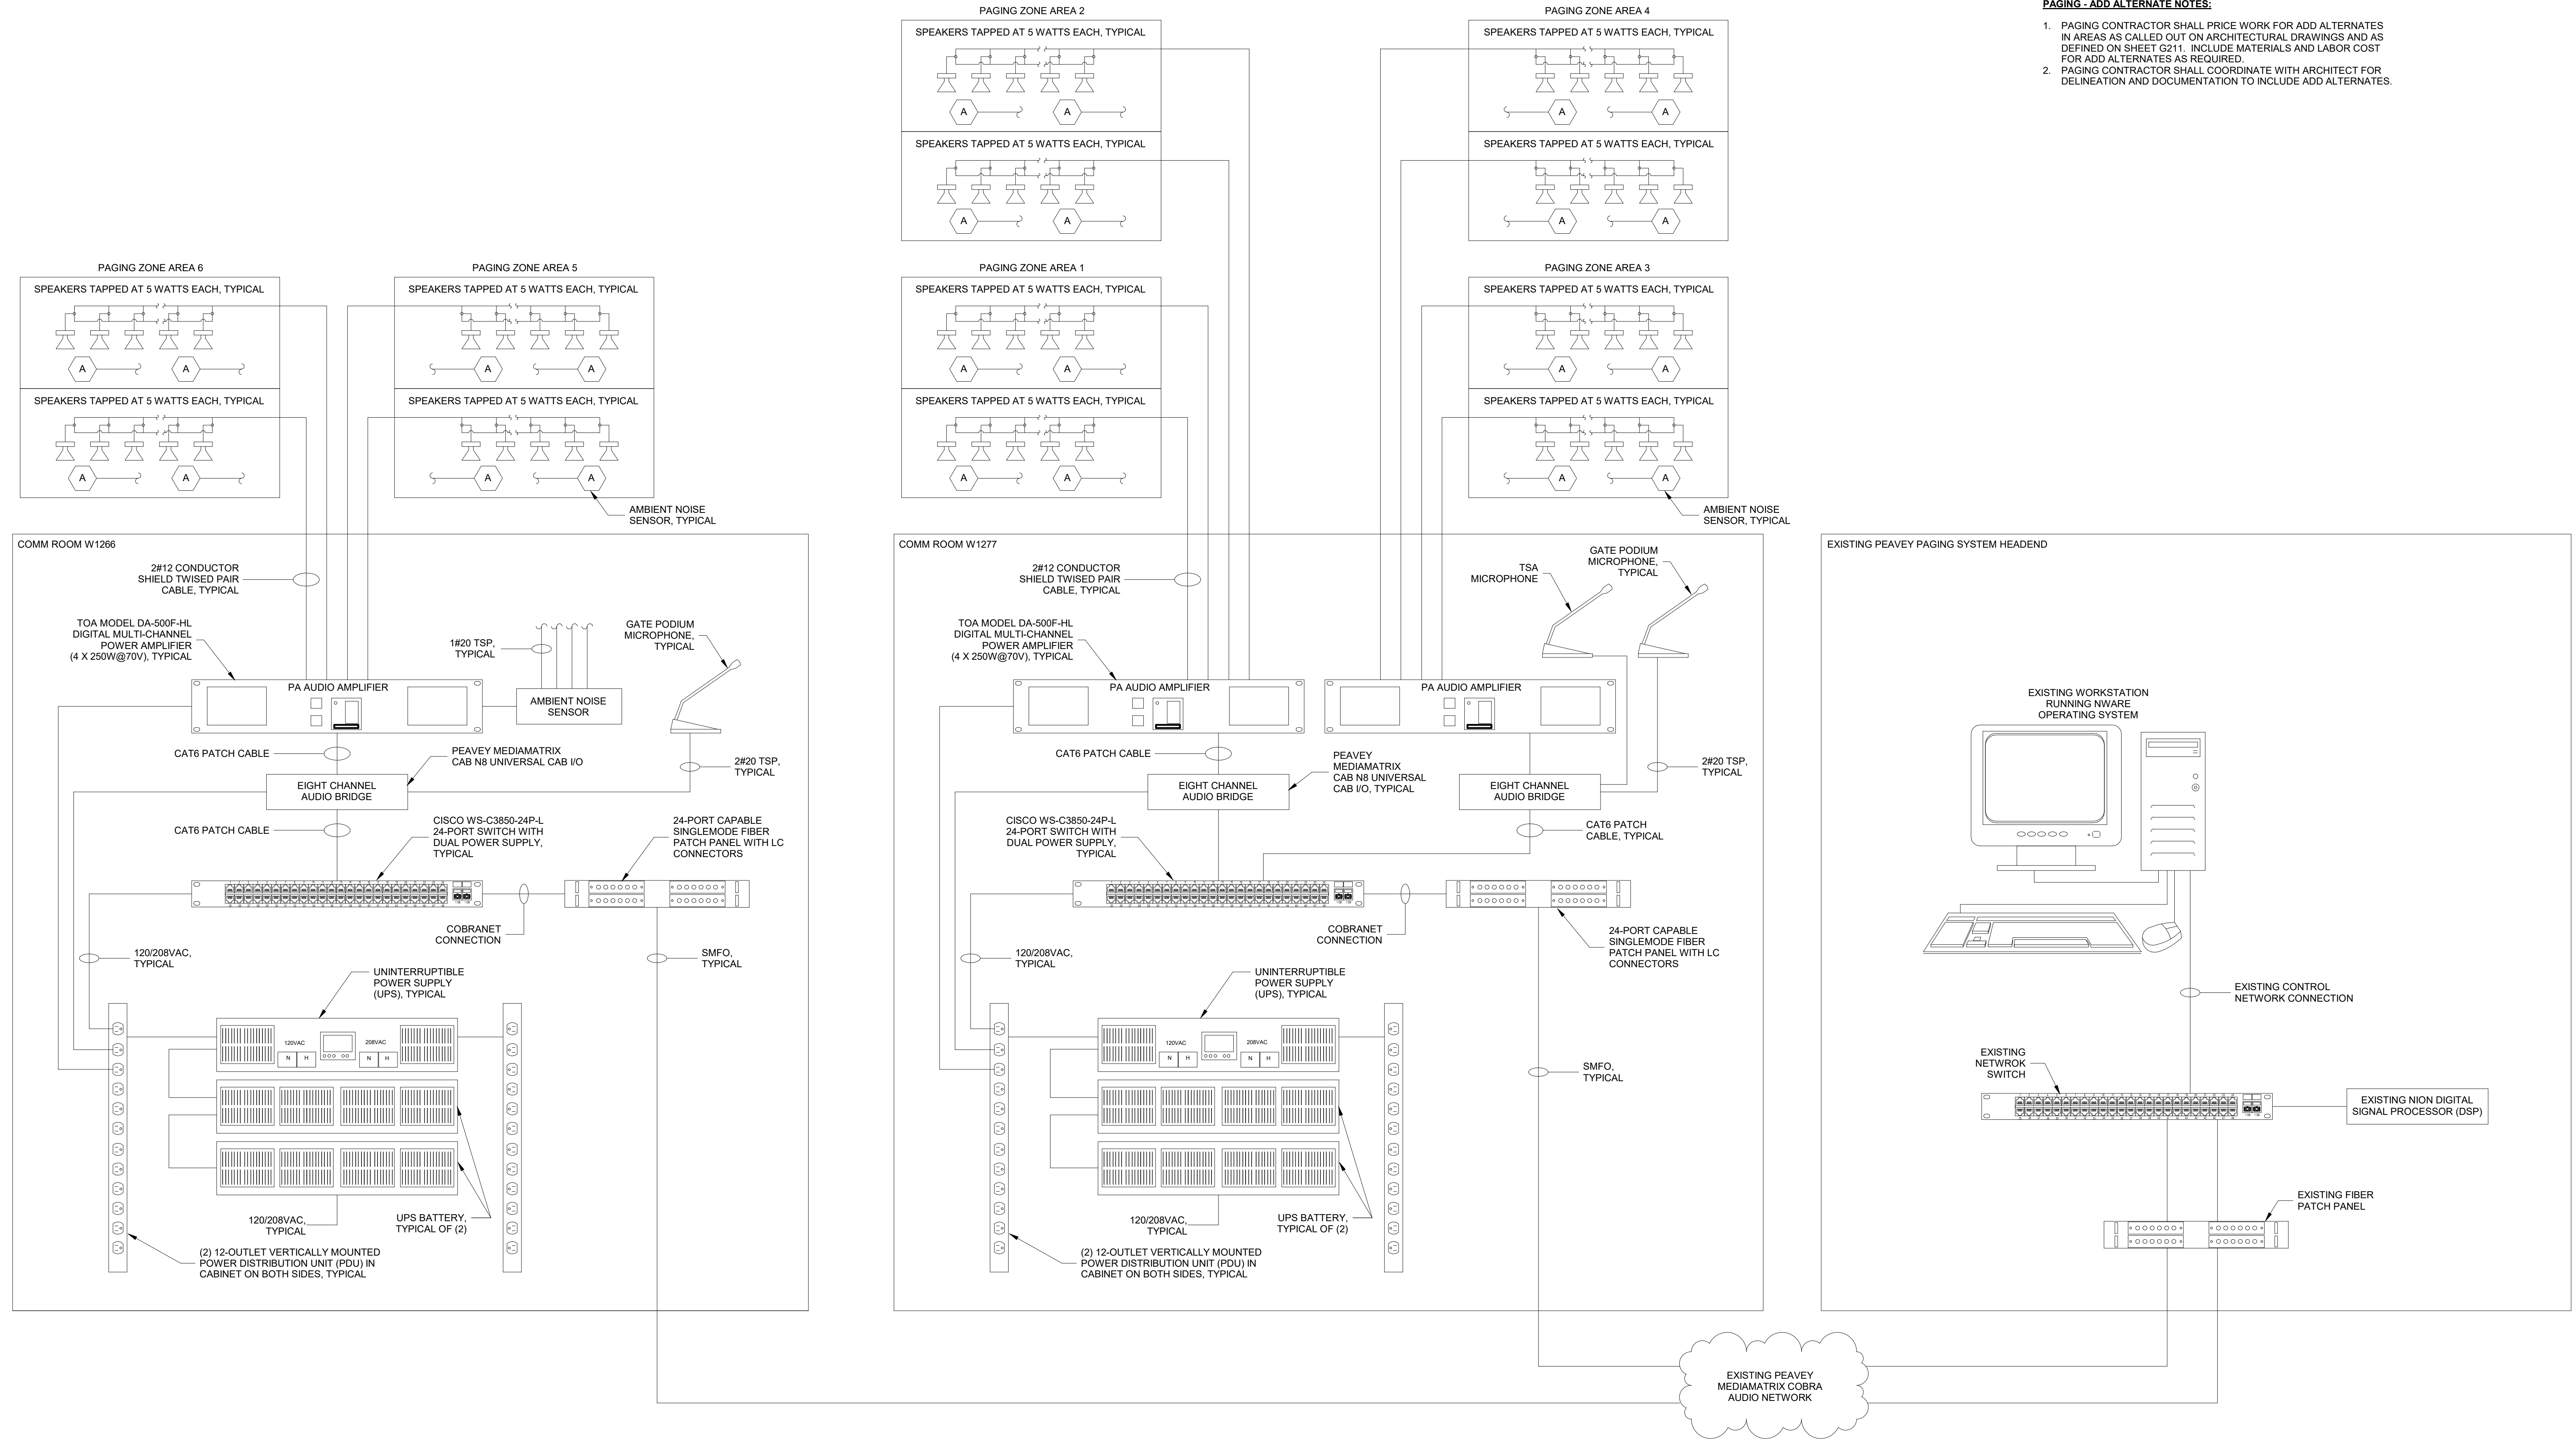 PAGING - ADD ALTERNATE NOTES:
1. PAGING CONTRACTOR SHALL PRICE WORK FOR ADD ALTERNATES
IN AREAS AS CALLED OUT ON ARCHITECTURAL DRAWINGS AND AS
DEFINED ON SHEET G211. INCLUDE MATERIALS AND LABOR COST
FOR ADD ALTERNATES AS REQUIRED.
2. PAGING CONTRACTOR SHALL COORDINATE WITH ARCHITECT FOR
DELINEATION AND DOCUMENTATION TO INCLUDE ADD ALTERNATES.
PAGING ZONE AREA 2
SPEAKERS TAPPED AT 5 WATTS EACH, TYPICAL
A
A
SPEAKERS TAPPED AT 5 WATTS EACH, TYPICAL
A
A
PAGING ZONE AREA 4
SPEAKERS TAPPED AT 5 WATTS EACH, TYPICAL
A
A
SPEAKERS TAPPED AT 5 WATTS EACH, TYPICAL
A
A
PAGING ZONE AREA 6
SPEAKERS TAPPED AT 5 WATTS EACH, TYPICAL
A
A
SPEAKERS TAPPED AT 5 WATTS EACH, TYPICAL
A
A
PAGING ZONE AREA 5
SPEAKERS TAPPED AT 5 WATTS EACH, TYPICAL
A
A
SPEAKERS TAPPED AT 5 WATTS EACH, TYPICAL
A
A
AMBIENT NOISE
SENSOR, TYPICAL
PAGING ZONE AREA 1
SPEAKERS TAPPED AT 5 WATTS EACH, TYPICAL
A
A
SPEAKERS TAPPED AT 5 WATTS EACH, TYPICAL
A
A
PAGING ZONE AREA 3
SPEAKERS TAPPED AT 5 WATTS EACH, TYPICAL
A
A
SPEAKERS TAPPED AT 5 WATTS EACH, TYPICAL
A
A
AMBIENT NOISE
SENSOR, TYPICAL
COMM ROOM W1266
2#12 CONDUCTOR
SHIELD TWISED PAIR
CABLE, TYPICAL
TOA MODEL DA-500F-HL
DIGITAL MULTI-CHANNEL
POWER AMPLIFIER
(4 X 250W@70V), TYPICAL
1#20 TSP,
TYPICAL
GATE PODIUM
MICROPHONE,
TYPICAL
PA AUDIO AMPLIFIER
AMBIENT NOISE
SENSOR
CAT6 PATCH CABLE
PEAVEY MEDIAMATRIX
CAB N8 UNIVERSAL CAB I/O
2#20 TSP,
TYPICAL
EIGHT CHANNEL
AUDIO BRIDGE
CAT6 PATCH CABLE
CISCO WS-C3850-24P-L
24-PORT SWITCH WITH
DUAL POWER SUPPLY,
TYPICAL
24-PORT CAPABLE
SINGLEMODE FIBER
PATCH PANEL WITH LC
CONNECTORS
COBRANET
CONNECTION
120/208VAC,
TYPICAL
SMFO,
TYPICAL
UNINTERRUPTIBLE
POWER SUPPLY
(UPS), TYPICAL
120VAC
N H
208VAC
N H
120/208VAC,
TYPICAL
UPS BATTERY,
TYPICAL OF (2)
(2) 12-OUTLET VERTICALLY MOUNTED
POWER DISTRIBUTION UNIT (PDU) IN
CABINET ON BOTH SIDES, TYPICAL
COMM ROOM W1277
2#12 CONDUCTOR
SHIELD TWISED PAIR
CABLE, TYPICAL
TSA
MICROPHONE
GATE PODIUM
MICROPHONE,
TYPICAL
TOA MODEL DA-500F-HL
DIGITAL MULTI-CHANNEL
POWER AMPLIFIER
(4 X 250W@70V), TYPICAL
PA AUDIO AMPLIFIER
PA AUDIO AMPLIFIER
CAT6 PATCH CABLE
PEAVEY
MEDIAMATRIX
CAB N8 UNIVERSAL
CAB I/O, TYPICAL
2#20 TSP,
TYPICAL
EIGHT CHANNEL
AUDIO BRIDGE
EIGHT CHANNEL
AUDIO BRIDGE
CISCO WS-C3850-24P-L
24-PORT SWITCH WITH
DUAL POWER SUPPLY,
TYPICAL
CAT6 PATCH
CABLE, TYPICAL
COBRANET
CONNECTION
24-PORT CAPABLE
SINGLEMODE FIBER
PATCH PANEL WITH LC
CONNECTORS
120/208VAC,
TYPICAL
UNINTERRUPTIBLE
POWER SUPPLY
(UPS), TYPICAL
120VAC
N H
208VAC
N H
SMFO,
TYPICAL
120/208VAC,
TYPICAL
UPS BATTERY,
TYPICAL OF (2)
(2) 12-OUTLET VERTICALLY MOUNTED
POWER DISTRIBUTION UNIT (PDU) IN
CABINET ON BOTH SIDES, TYPICAL
EXISTING PEAVEY PAGING SYSTEM HEADEND
EXISTING WORKSTATION
RUNNING NWARE
OPERATING SYSTEM
EXISTING CONTROL
NETWORK CONNECTION
EXISTING
NETWROK
SWITCH
EXISTING NION DIGITAL
SIGNAL PROCESSOR (DSP)
EXISTING FIBER
PATCH PANEL
EXISTING PEAVEY
MEDIAMATRIX COBRA
AUDIO NETWORK